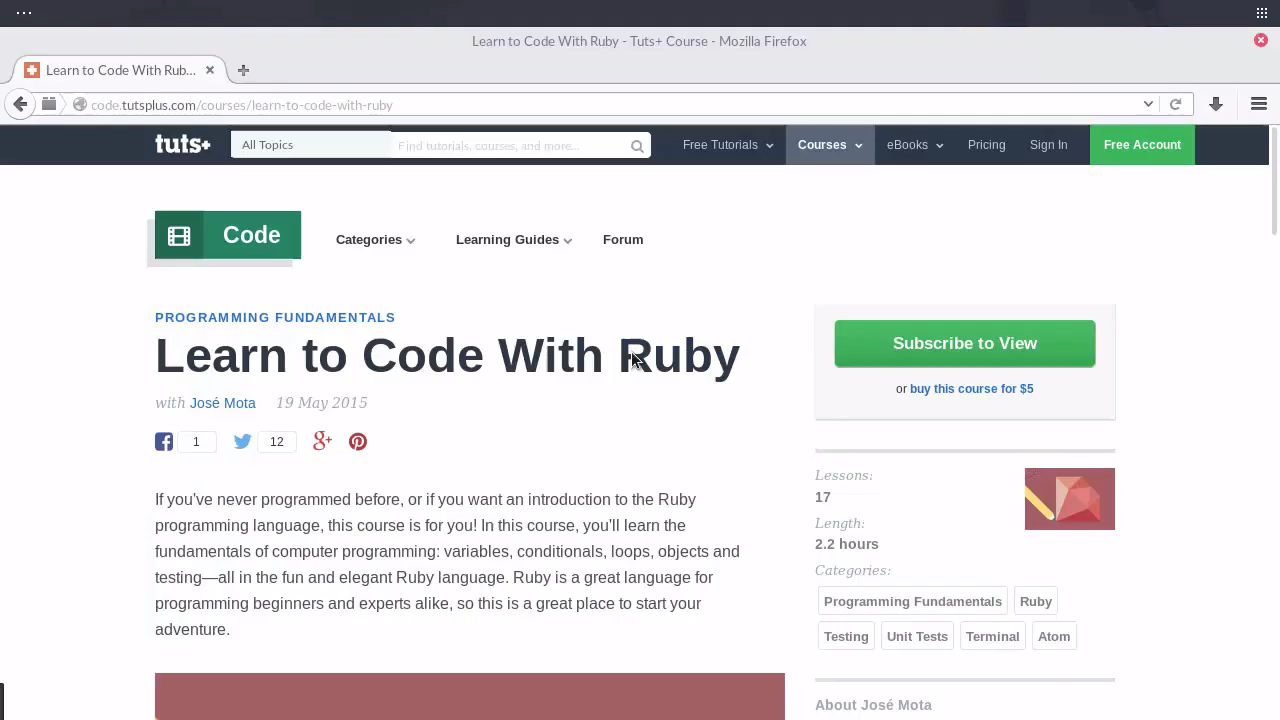 Learn to Code With Ruby - Tuts+ Course - Mozilla Firefox
Learn to Code With Rub...
code.tutsplus.com/courses/learn-to-code-with-ruby
tuts+
All Topics
Find tutorials, courses, and more...
Free Tutorials
Courses
eBooks
Pricing
Sign In
Free Account
Code
Categories
Learning Guides
Forum
PROGRAMMING FUNDAMENTALS
Learn to Code With Ruby
with José Mota 19 May 2015
1
12
If you've never programmed before, or if you want an introduction to the Ruby
programming language, this course is for you! In this course, you'll learn the
fundamentals of computer programming: variables, conditionals, loops, objects and
testing—all in the fun and elegant Ruby language. Ruby is a great language for
programming beginners and experts alike, so this is a great place to start your
adventure.
Subscribe to View
or buy this course for $5
Lessons:
17
Length:
2.2 hours
Categories:
Programming Fundamentals
Ruby
Testing
Unit Tests
Terminal
Atom
About José Mota